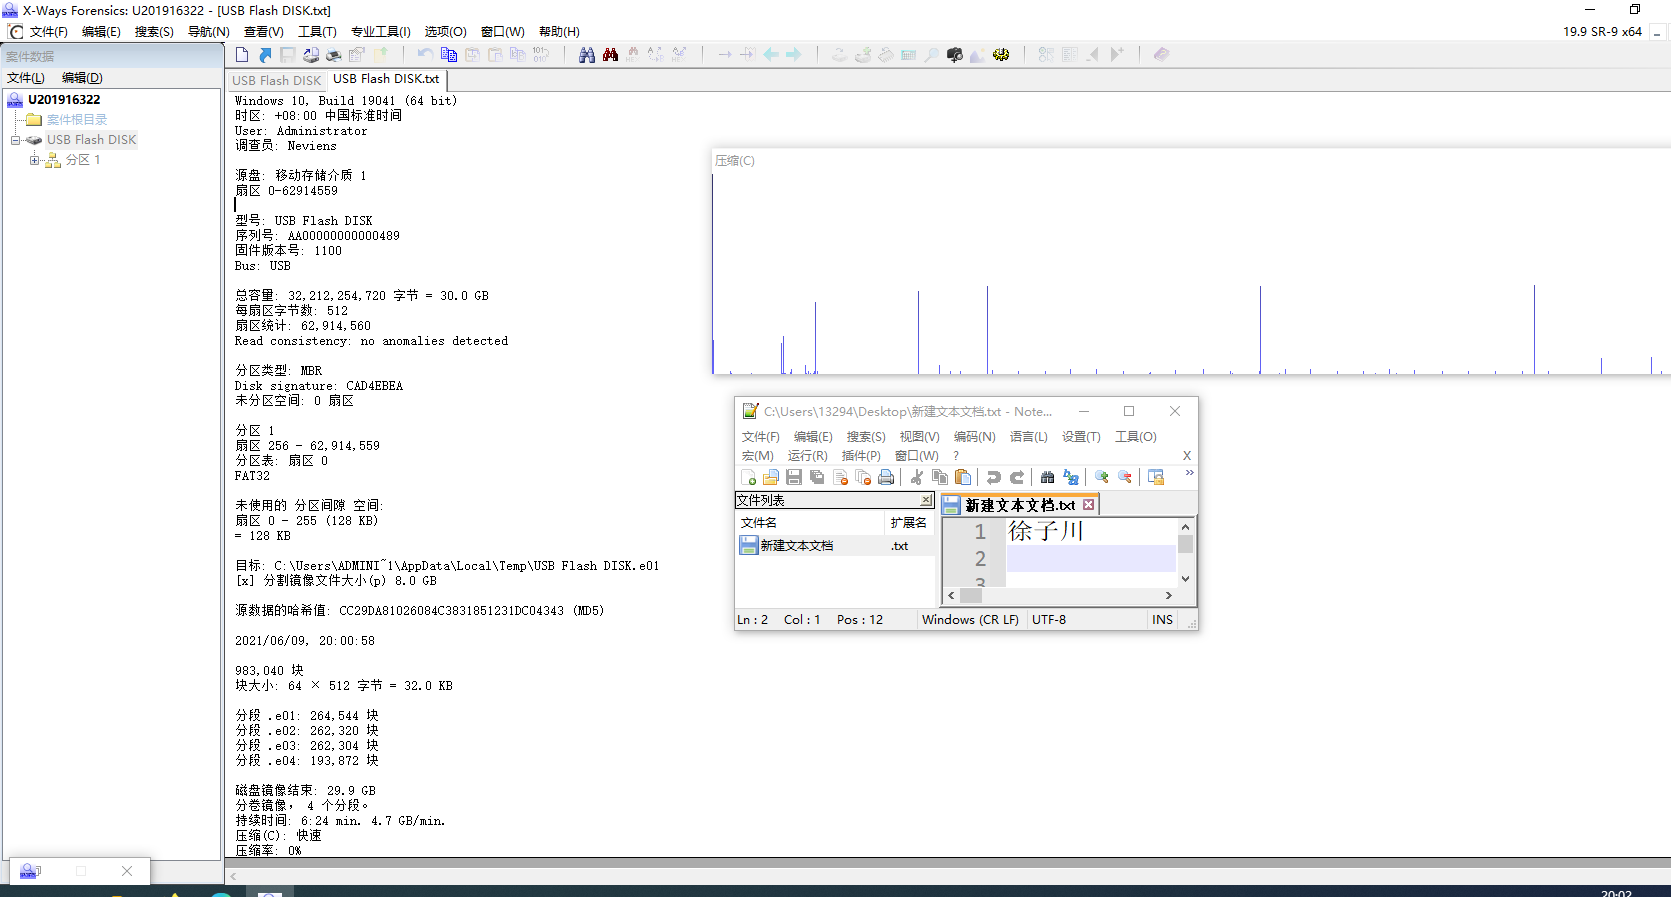 X-Ways Forensics: U201916322 - [USB Flash DISK.txt]
文件(F) 编辑(E) 搜索(S) 导航(N) 查看(V) 工具(T) 专业工具(I) 选项(O) 窗口(W) 帮助(H) 19.9 SR-9 x64
案件数据
文件(L) 编辑(D)
U201916322
案件根目录
USB Flash DISK
分区 1
USB Flash DISK USB Flash DISK.txt
Windows 10, Build 19041 (64 bit)
时区: +08:00 中国标准时间
User: Administrator
调查员: Neviens
源盘: 移动存储介质 1
扇区 0-62914559
型号: USB Flash DISK
序列号: AA00000000000489
固件版本号: 1100
Bus: USB
总容量: 32,212,254,720 字节 = 30.0 GB
每扇区字节数: 512
扇区统计: 62,914,560
Read consistency: no anomalies detected
分区类型: MBR
Disk signature: CAD4EBEA
未分区空间: 0 扇区
分区 1
扇区 256 - 62,914,559
分区表: 扇区 0
FAT32
未使用的 分区间隙 空间:
扇区 0 - 255 (128 KB)
= 128 KB
目标: C:\Users\ADMINI~1\AppData\Local\Temp\USB Flash DISK.e01
[x] 分割镜像文件大小(p) 8.0 GB
源数据的哈希值: CC29DA81026084C3831851231DC04343 (MD5)
2021/06/09, 20:00:58
983,040 块
块大小: 64 × 512 字节 = 32.0 KB
分段 .e01: 264,544 块
分段 .e02: 262,320 块
分段 .e03: 262,304 块
分段 .e04: 193,872 块
磁盘镜像结束: 29.9 GB
分卷镜像, 4 个分段。
持续时间: 6:24 min. 4.7 GB/min.
压缩(C): 快速
压缩率: 0%
压缩(C)
C:\Users\13294\Desktop\新建文本文档.txt - Note...
文件(F) 编辑(E) 搜索(S) 视图(V) 编码(N) 语言(L) 设置(T) 工具(O)
宏(M) 运行(R) 插件(P) 窗口(W) ? X
文件列表
文件名 扩展名
新建文本文档 .txt
新建文本文档.txt
1 徐子川
2
3
Ln : 2 Col : 1 Pos : 12 Windows (CR LF) UTF-8 INS
20:02